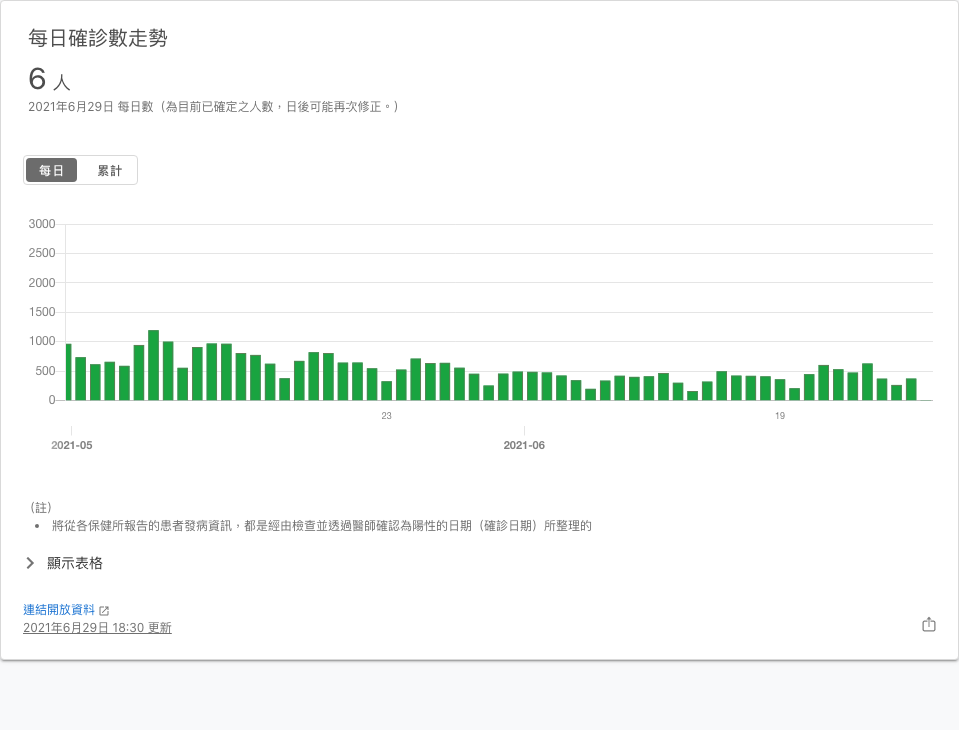 每日確診數走勢
6 人
2021年6月29日 每日數（為目前已確定之人數，日後可能再次修正。）
每日 累計
3000
2500
2000
1500
1000
500
0
23 19
2021-05 2021-06
（註）
• 將從各保健所報告的患者發病資訊，都是經由檢查並透過醫師確認為陽性的日期（確診日期）所整理的
顯示表格
連結開放資料
2021年6月29日 18:30 更新